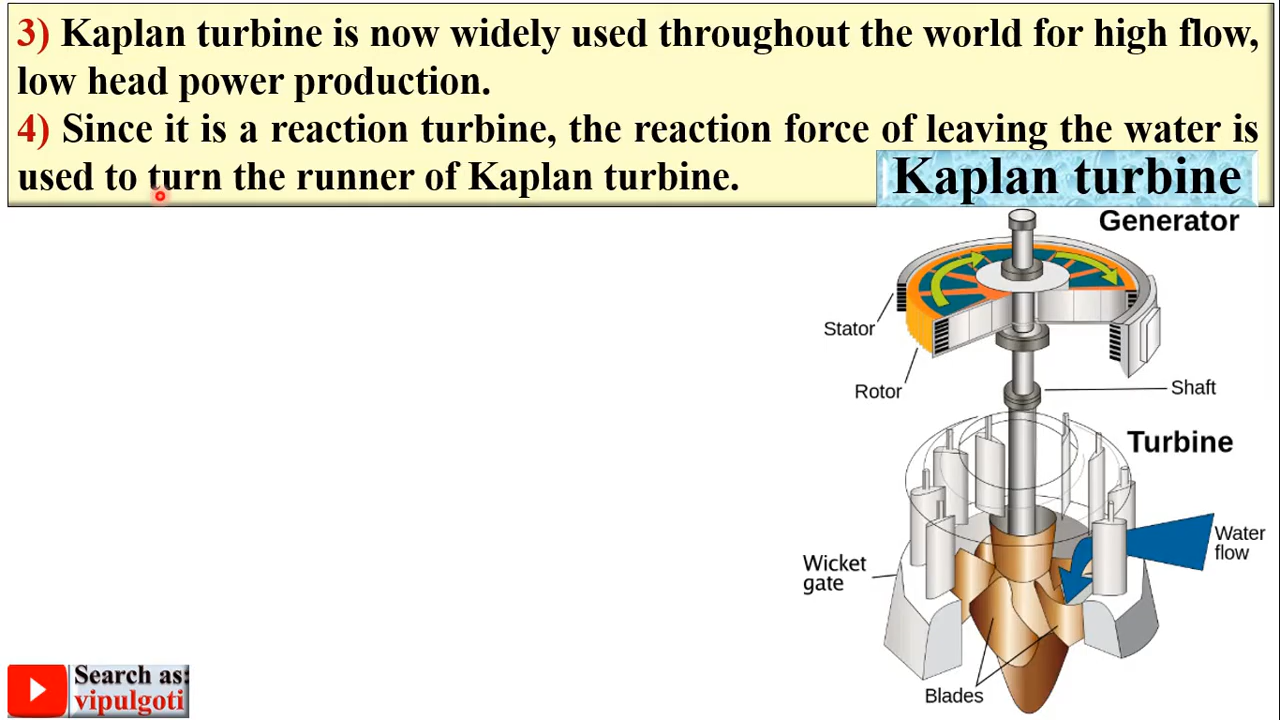 3) Kaplan turbine is now widely used throughout the world for high flow,
low head power production.
4) Since it is a reaction turbine, the reaction force of leaving the water is
used to turn the runner of Kaplan turbine.
Kaplan turbine
Generator
Stator
Rotor
Shaft
Turbine
Water
flow
Wicket
gate
Blades
Search as:
vipulgoti